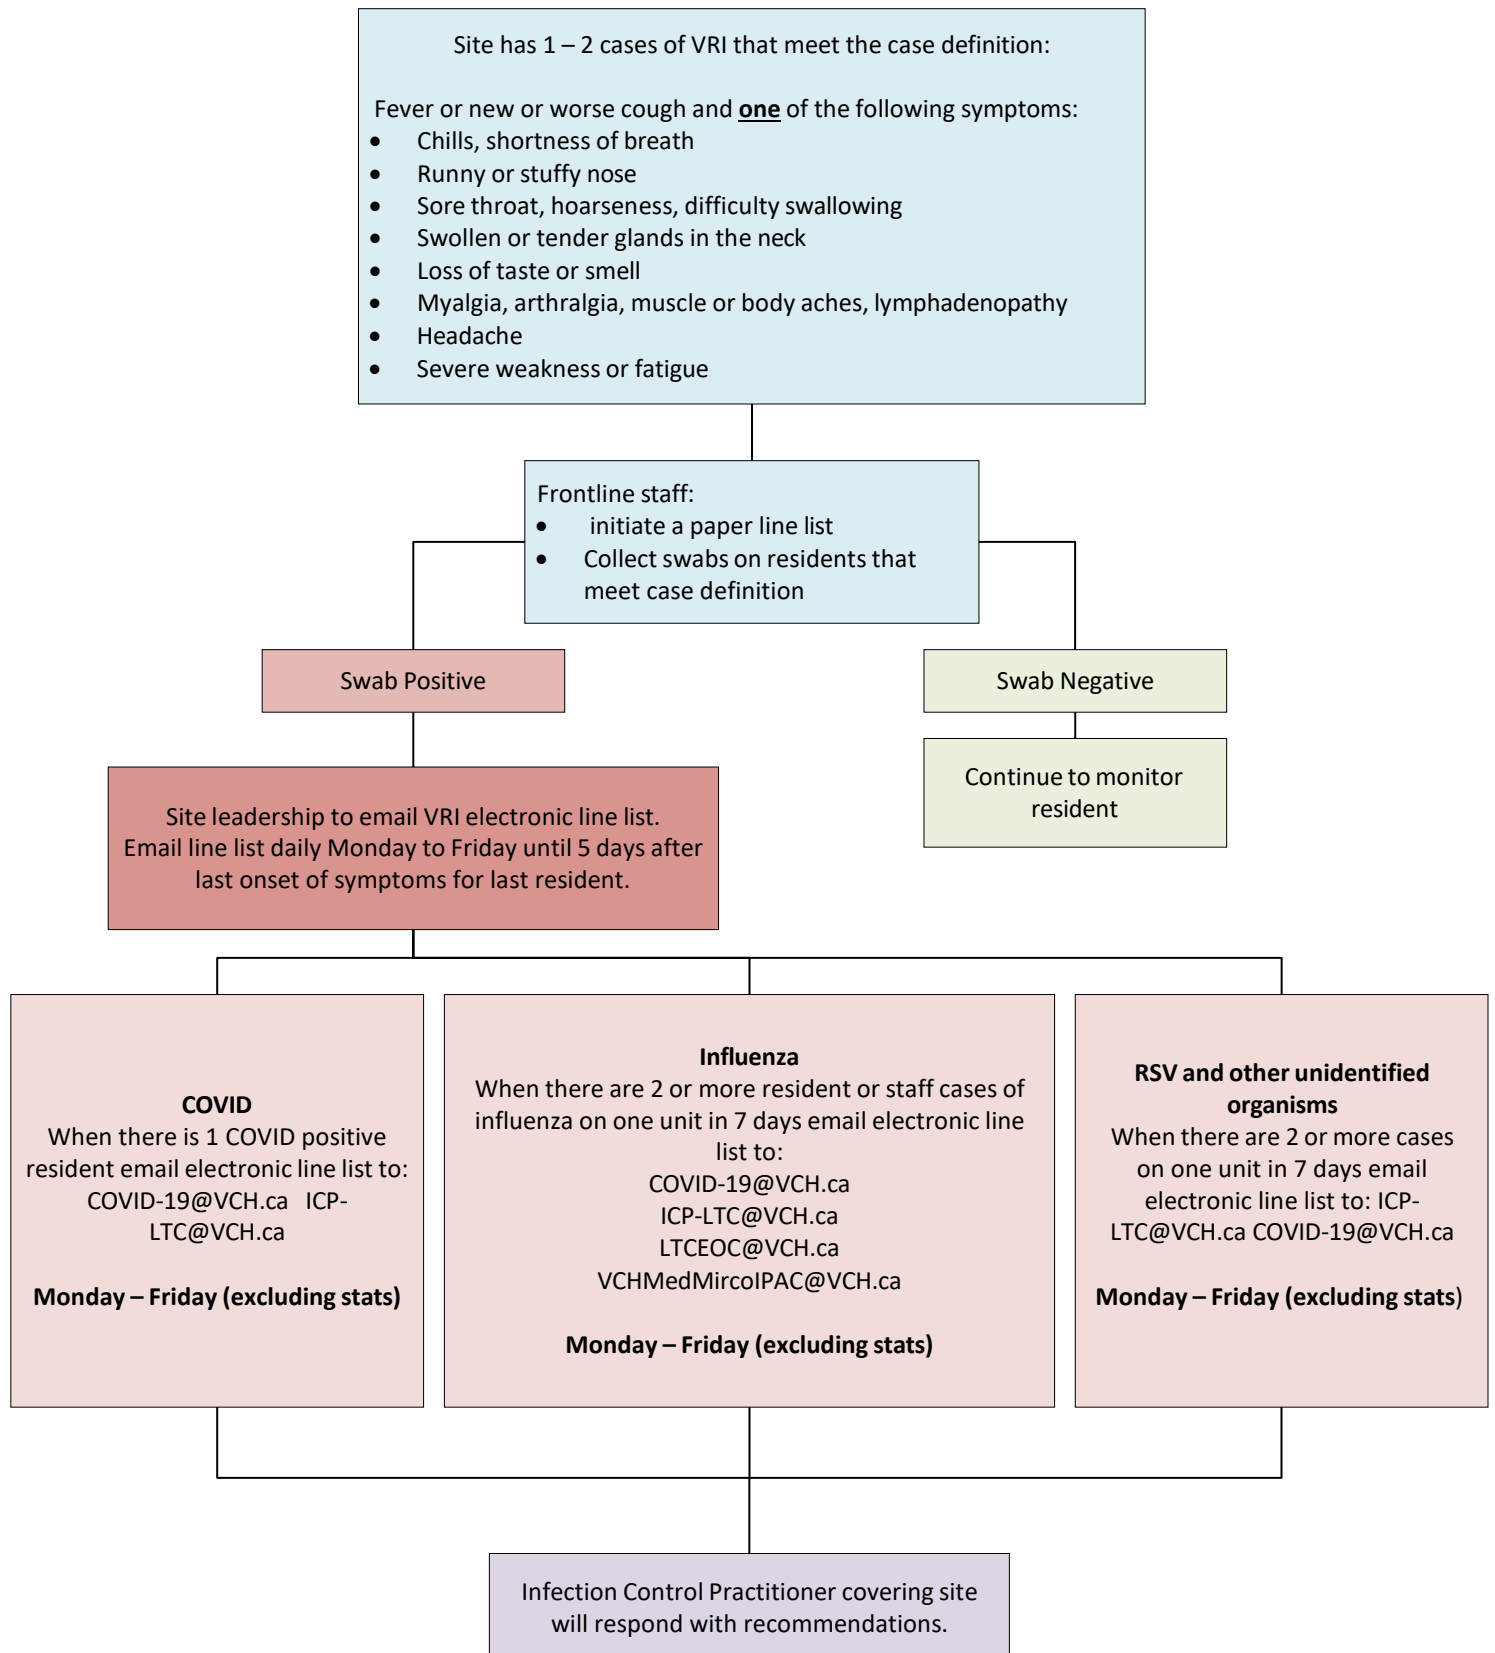 Site has 1 – 2 cases of VRI that meet the case definition:
Fever or new or worse cough and one of the following symptoms:
• Chills, shortness of breath
• Runny or stuffy nose
• Sore throat, hoarseness, difficulty swallowing
• Swollen or tender glands in the neck
• Loss of taste or smell
• Myalgia, arthralgia, muscle or body aches, lymphadenopathy
• Headache
• Severe weakness or fatigue
Frontline staff:
• initiate a paper line list
• Collect swabs on residents that
meet case definition
Swab Positive
Swab Negative
Site leadership to email VRI electronic line list.
Email line list daily Monday to Friday until 5 days after
last onset of symptoms for last resident.
Continue to monitor
resident
COVID
When there is 1 COVID positive
resident email electronic line list to:
COVID-19@VCH.ca ICP-
LTC@VCH.ca
Monday – Friday (excluding stats)
Influenza
When there are 2 or more resident or staff cases of
influenza on one unit in 7 days email electronic line
list to:
COVID-19@VCH.ca
ICP-LTC@VCH.ca
LTCEOC@VCH.ca
VCHMedMircoIPAC@VCH.ca
Monday – Friday (excluding stats)
RSV and other unidentified
organisms
When there are 2 or more cases
on one unit in 7 days email
electronic line list to: ICP-
LTC@VCH.ca COVID-19@VCH.ca
Monday – Friday (excluding stats)
Infection Control Practitioner covering site
will respond with recommendations.